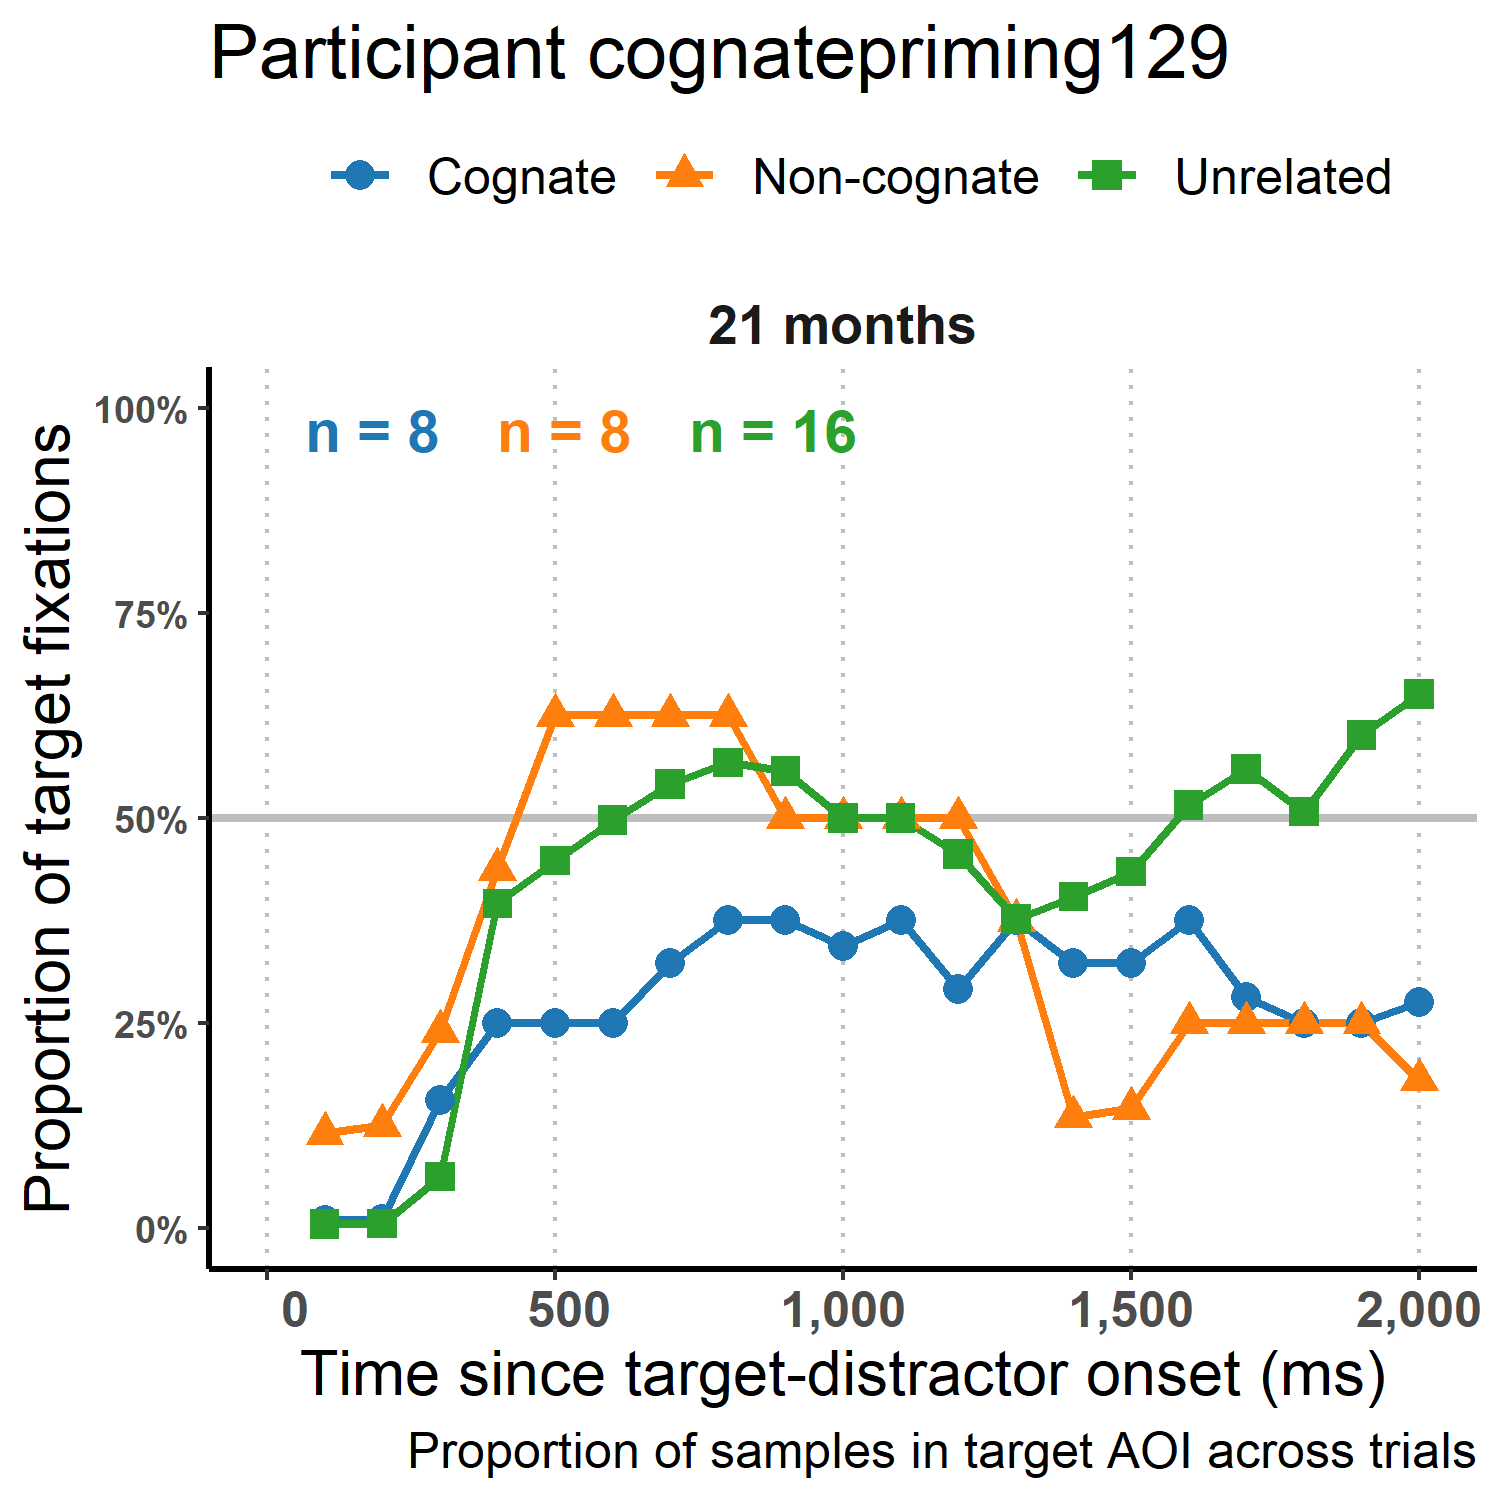 Participant cognatepriming129
Cognate Non-cognate Unrelated
21 months
100%
n = 8 n = 8 n = 16
75%
50%
25%
0%
Proportion of target fixations
0 500 1,000 1,500 2,000
Time since target-distractor onset (ms)
Proportion of samples in target AOI across trials